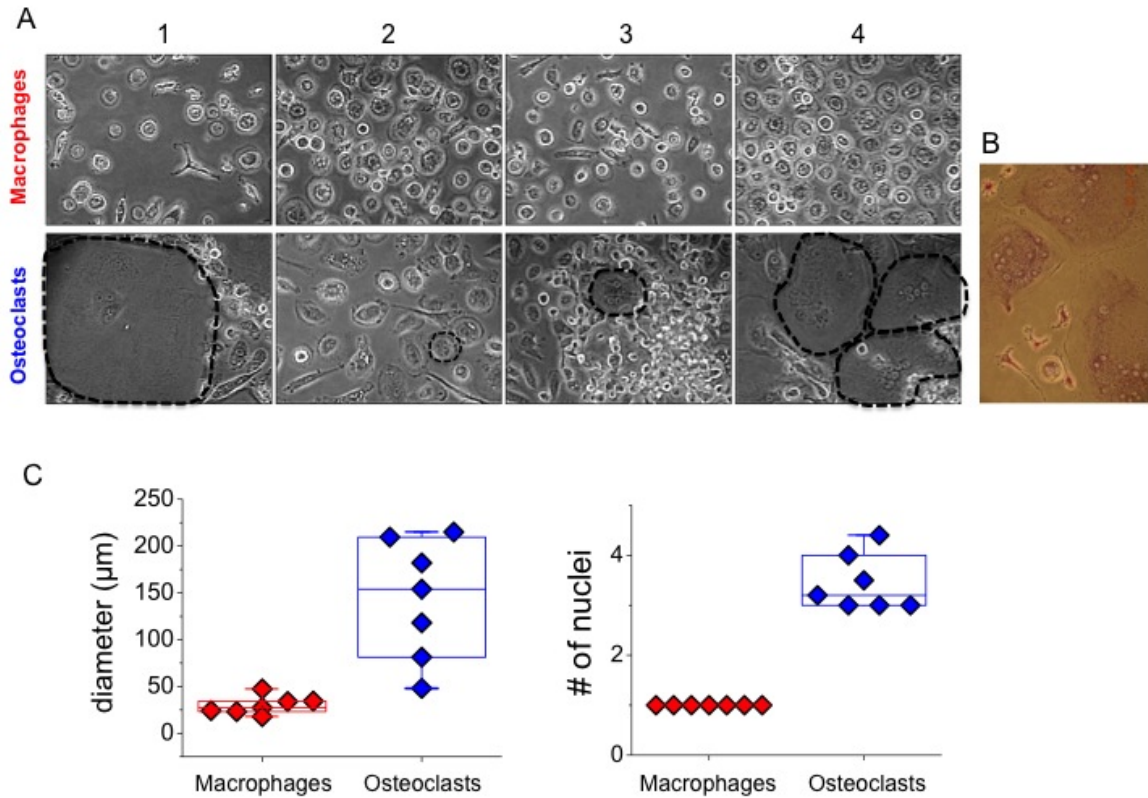 A
1 2 3 4
Macrophages
Osteoclasts
B
C
diameter (µm)
250
200
150
100
50
0
Macrophages Osteoclasts
# of nuclei
4
2
0
Macrophages Osteoclasts